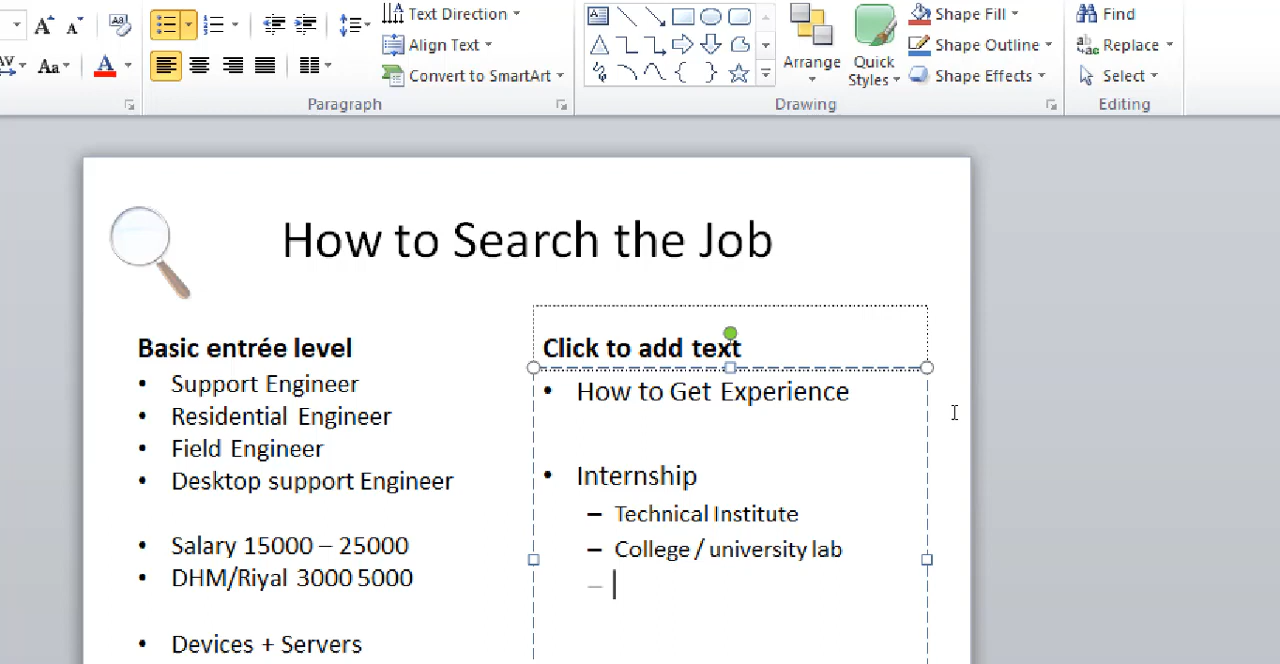 Text Direction
Align Text
Convert to SmartArt
Aa
A
Paragraph
Arrange
Quick
Styles
Shape Fill
Shape Outline
Shape Effects
Drawing
Find
Replace
Select
Editing
How to Search the Job
Basic entrée level
• Support Engineer
• Residential Engineer
• Field Engineer
• Desktop support Engineer
• Salary 15000 – 25000
• DHM/Riyal 3000 5000
• Devices + Servers
Click to add text
• How to Get Experience
• Internship
– Technical Institute
– College / university lab
–